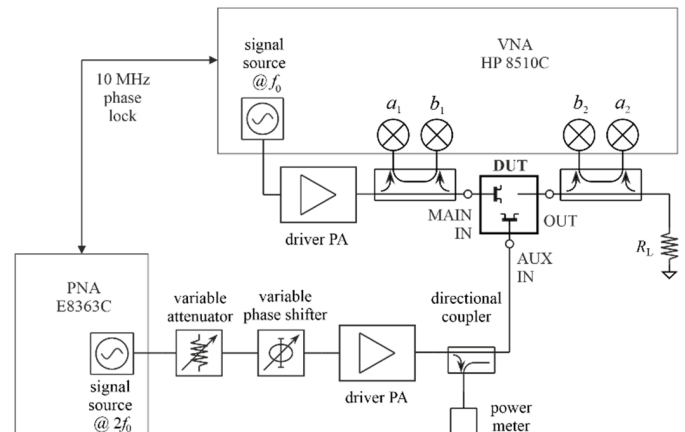 VNA
HP 8510C
signal
source
@ f₀
10 MHz
phase
lock
a₁
b₁
b₂
a₂
DUT
MAIN
IN
OUT
driver PA
AUX
IN
R_L
PNA
E8363C
variable
attenuator
variable
phase shifter
directional
coupler
driver PA
signal
source
@ 2f₀
power
meter